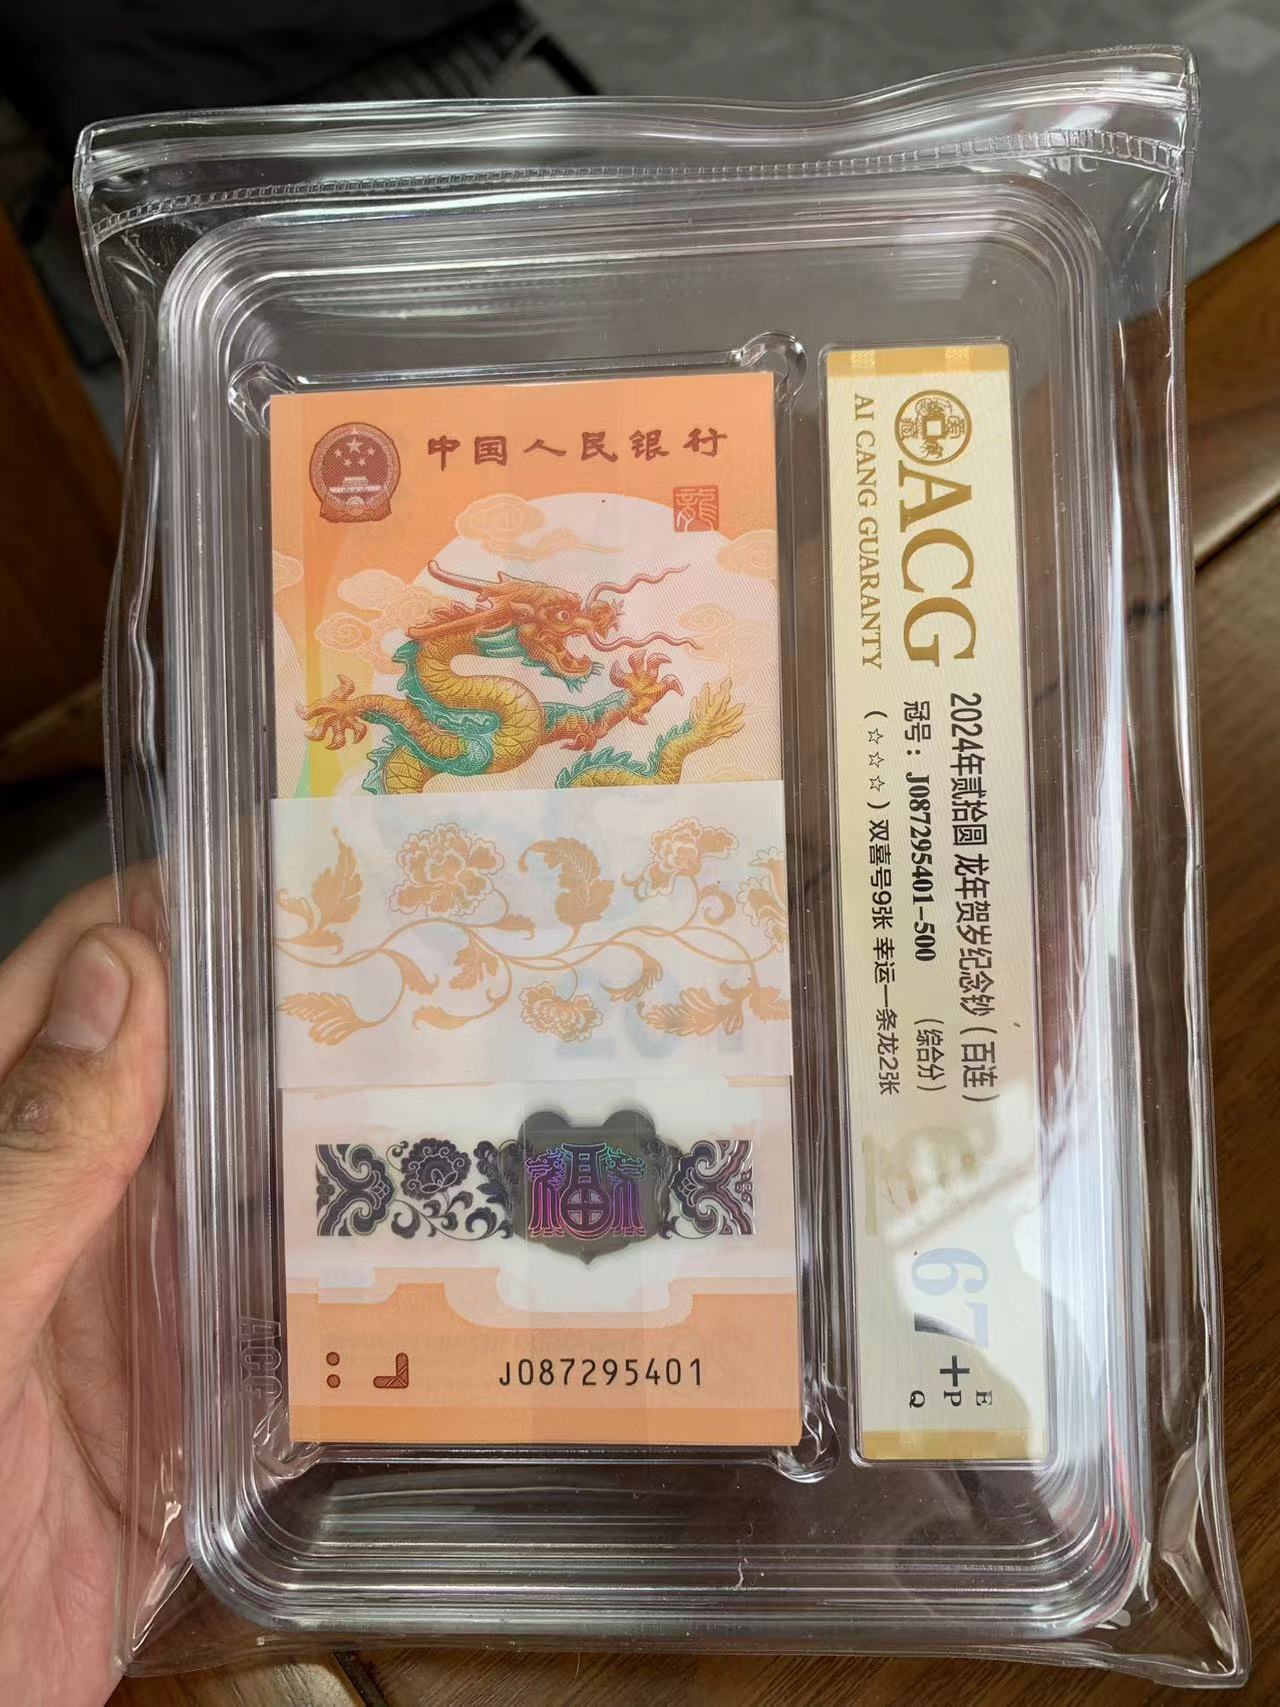 中国人民银行
龍
J087295401
ACG
AI CANG GUARANTY
2024年贰拾圆 龙年贺岁纪念钞(百连)
冠号:J087295401-500 (综合分)
(☆☆☆)双喜号9张 幸运一条龙2张
67+
E
P
Q
ACG